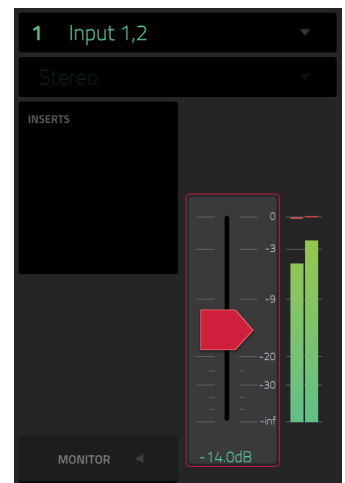 1 Input 1,2
Stereo
INSERTS
0
-3
-9
-20
-30
-inf
MONITOR
-14.0dB